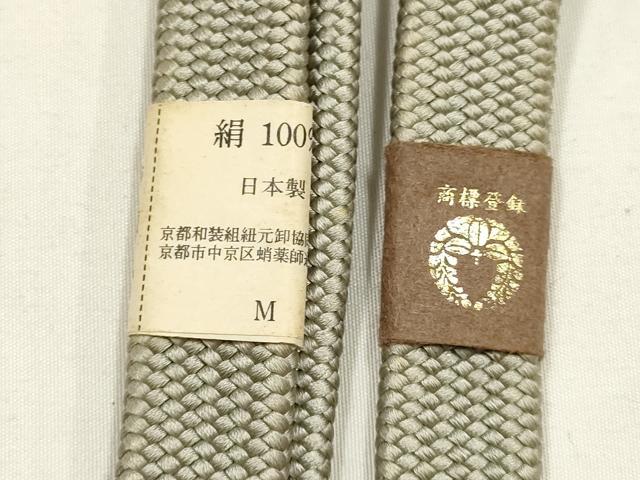 絹 100%
日本製
京都和装組紐元卸協
京都市中京区蛸薬師
M
商標登録